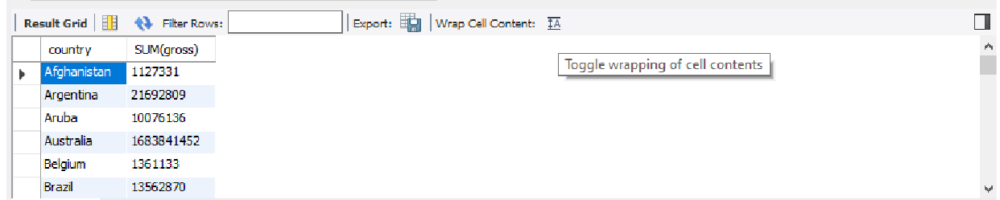 Result Grid Filter Rows: Export: Wrap Cell Content: IA
country SUM(gross)
Toggle wrapping of cell contents
Afghanistan 1127331
Argentina 21692809
Aruba 10076136
Australia 1683841452
Belgium 1361133
Brazil 13562870